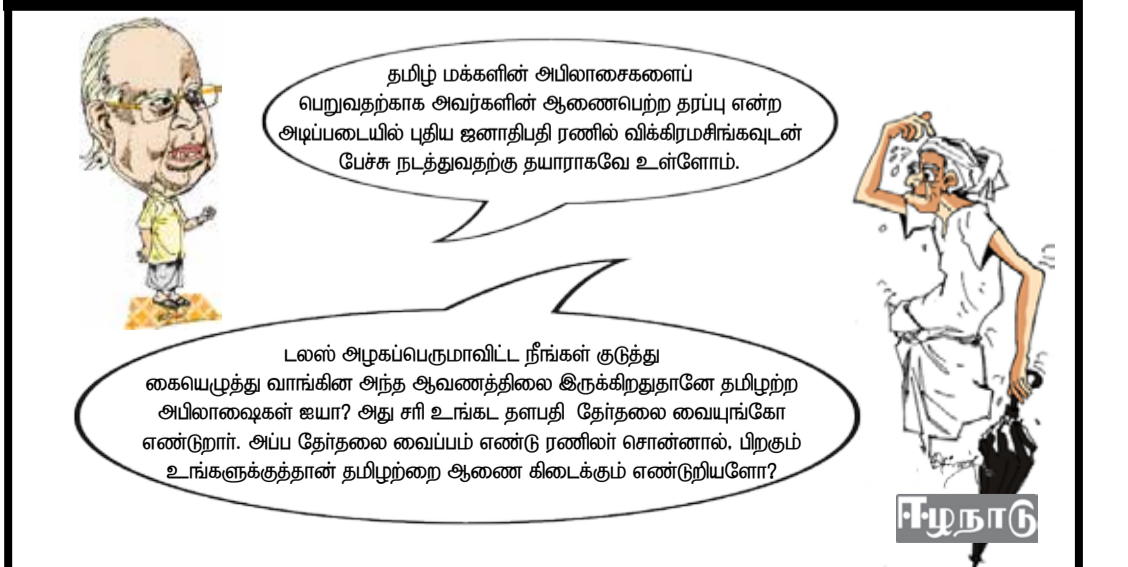 தமிழ் மக்களின் அபிலாசைகளைப்
பெறுவதற்காக அவர்களின் ஆணைபெற்ற தரப்பு என்ற
அடிப்படையில் புதிய ஜனாதிபதி ரணில் விக்கிரமசிங்கவுடன்
பேச்சு நடத்துவதற்கு தயாராகவே உள்ளோம்.
டலஸ் அழகப்பெருமாவிட்ட நீங்கள் குடுத்து
கையெழுத்து வாங்கின அந்த ஆவணத்திலை இருக்கிறதுதானே தமிழற்ற
அபிலாஷைகள் ஐயா? அது சரி உங்கட தளபதி தேர்தலை வையுங்கோ
எண்டுறார். அப்ப தேர்தலை வைப்பம் எண்டு ரணிலர் சொன்னால், பிறகும்
உங்களுக்குத்தான் தமிழற்றை ஆணை கிடைக்கும் எண்டுறியளோ?
ஈழநாடு